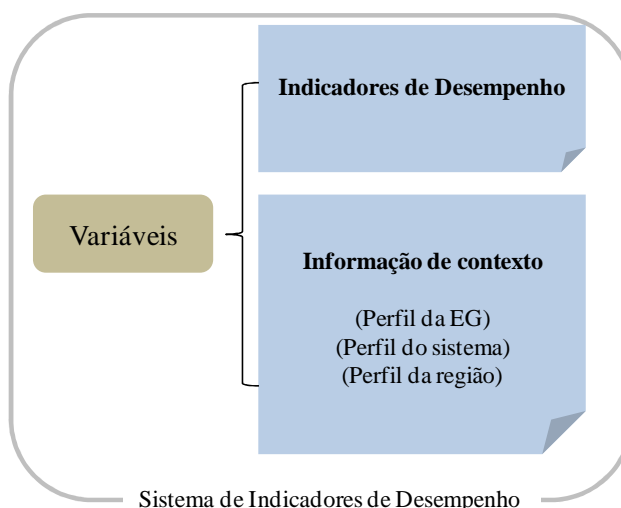 Indicadores de Desempenho
Variáveis
Informação de contexto
(Perfil da EG)
(Perfil do sistema)
(Perfil da região)
Sistema de Indicadores de Desempenho